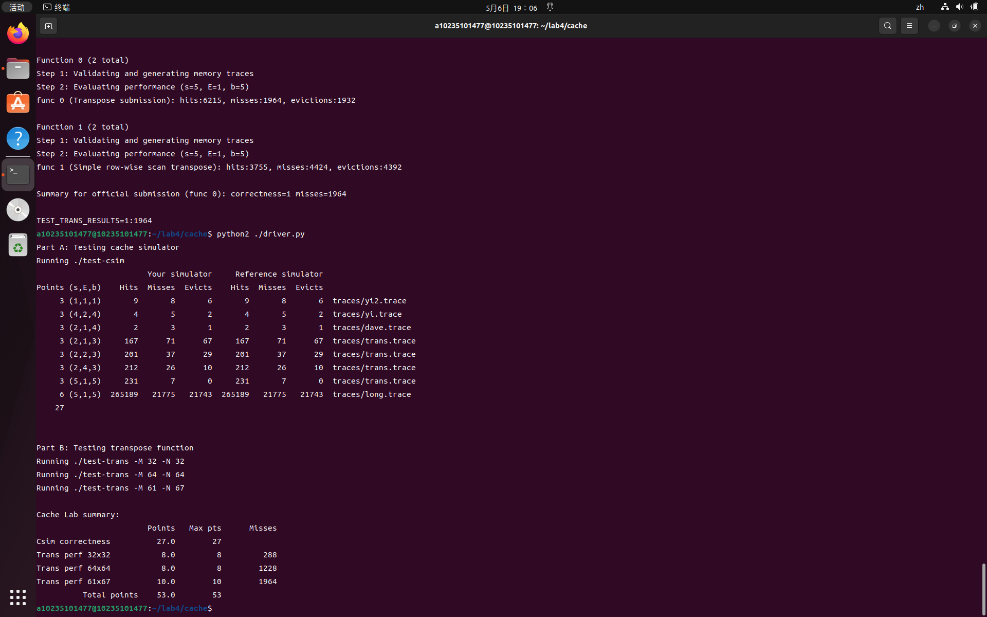 活动 终端 5月6日 19：06 zh
a10235101477@10235101477: ~/lab4/cache
Function 0 (2 total)
Step 1: Validating and generating memory traces
Step 2: Evaluating performance (s=5, E=1, b=5)
func 0 (Transpose submission): hits:6215, misses:1964, evictions:1932
Function 1 (2 total)
Step 1: Validating and generating memory traces
Step 2: Evaluating performance (s=5, E=1, b=5)
func 1 (Simple row-wise scan transpose): hits:3755, misses:4424, evictions:4392
Summary for official submission (func 0): correctness=1 misses=1964
TEST_TRANS_RESULTS=1:1964
a10235101477@10235101477:~/lab4/cache$ python2 ./driver.py
Part A: Testing cache simulator
Running ./test-csim
                        Your simulator     Reference simulator
Points (s,E,b)    Hits  Misses  Evicts    Hits  Misses  Evicts
     3 (1,1,1)       9       8       6       9       8       6  traces/yi2.trace
     3 (4,2,4)       4       5       2       4       5       2  traces/yi.trace
     3 (2,1,4)       2       3       1       2       3       1  traces/dave.trace
     3 (2,1,3)     167      71      67     167      71      67  traces/trans.trace
     3 (2,2,3)     201      37      29     201      37      29  traces/trans.trace
     3 (2,4,3)     212      26      10     212      26      10  traces/trans.trace
     3 (5,1,5)     231       7       0     231       7       0  traces/trans.trace
     6 (5,1,5)  265189   21775   21743  265189   21775   21743  traces/long.trace
    27
Part B: Testing transpose function
Running ./test-trans -M 32 -N 32
Running ./test-trans -M 64 -N 64
Running ./test-trans -M 61 -N 67
Cache Lab summary:
                        Points   Max pts      Misses
Csim correctness          27.0        27
Trans perf 32x32           8.0         8         288
Trans perf 64x64           8.0         8        1228
Trans perf 61x67          10.0        10        1964
          Total points    53.0        53
a10235101477@10235101477:~/lab4/cache$